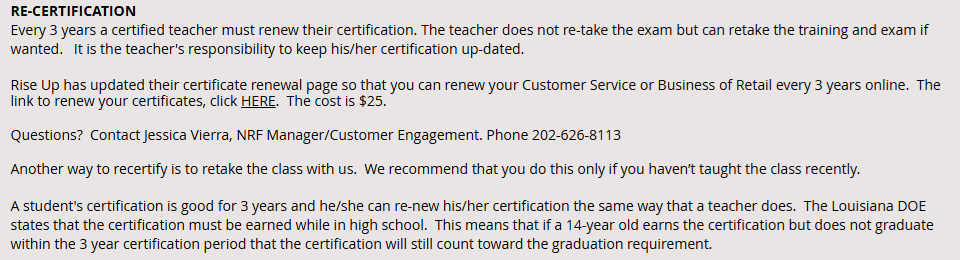 RE-CERTIFICATION
Every 3 years a certified teacher must renew their certification. The teacher does not re-take the exam but can retake the training and exam if
wanted.   It is the teacher's responsibility to keep his/her certification up-dated.
Rise Up has updated their certificate renewal page so that you can renew your Customer Service or Business of Retail every 3 years online.  The
link to renew your certificates, click HERE.  The cost is $25.
Questions?  Contact Jessica Vierra, NRF Manager/Customer Engagement. Phone 202-626-8113
Another way to recertify is to retake the class with us.  We recommend that you do this only if you haven’t taught the class recently.
A student's certification is good for 3 years and he/she can re-new his/her certification the same way that a teacher does.  The Louisiana DOE
states that the certification must be earned while in high school.  This means that if a 14-year old earns the certification but does not graduate
within the 3 year certification period that the certification will still count toward the graduation requirement.